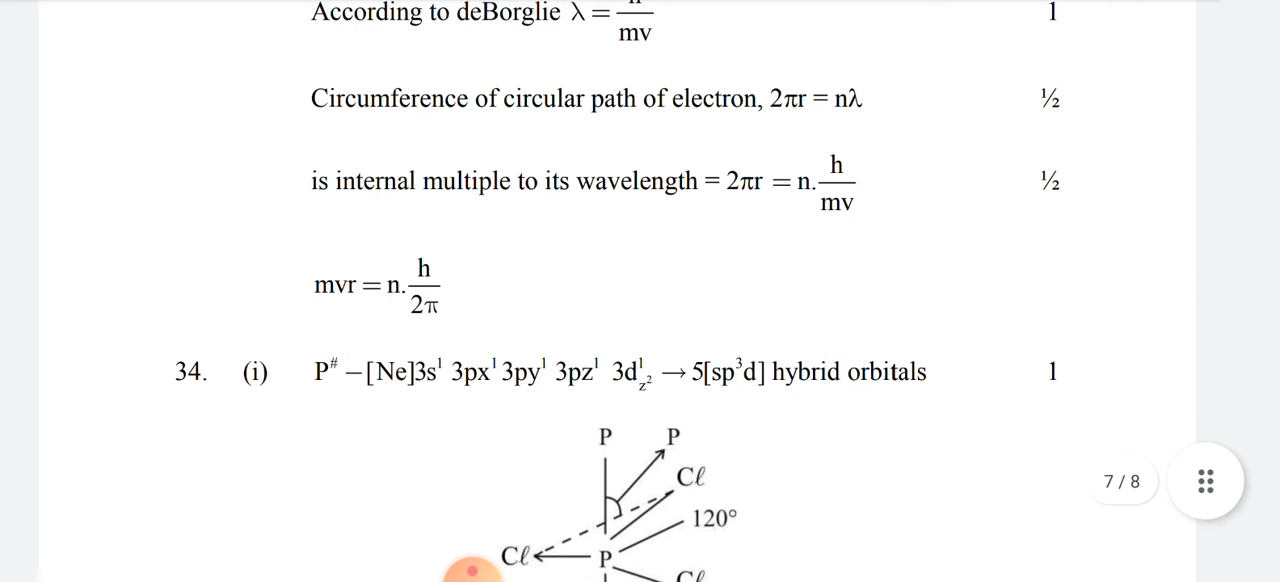 According to deBorglie λ = h/mv 1
Circumference of circular path of electron, 2πr = nλ ½
is internal multiple to its wavelength = 2πr = n. h/mv ½
mvr = n. h/2π
34. (i) P# – [Ne]3s¹ 3px¹ 3py¹ 3pz¹ 3d¹z² → 5[sp³d] hybrid orbitals 1
P P
Cℓ
7 / 8
120°
Cℓ P
Cℓ